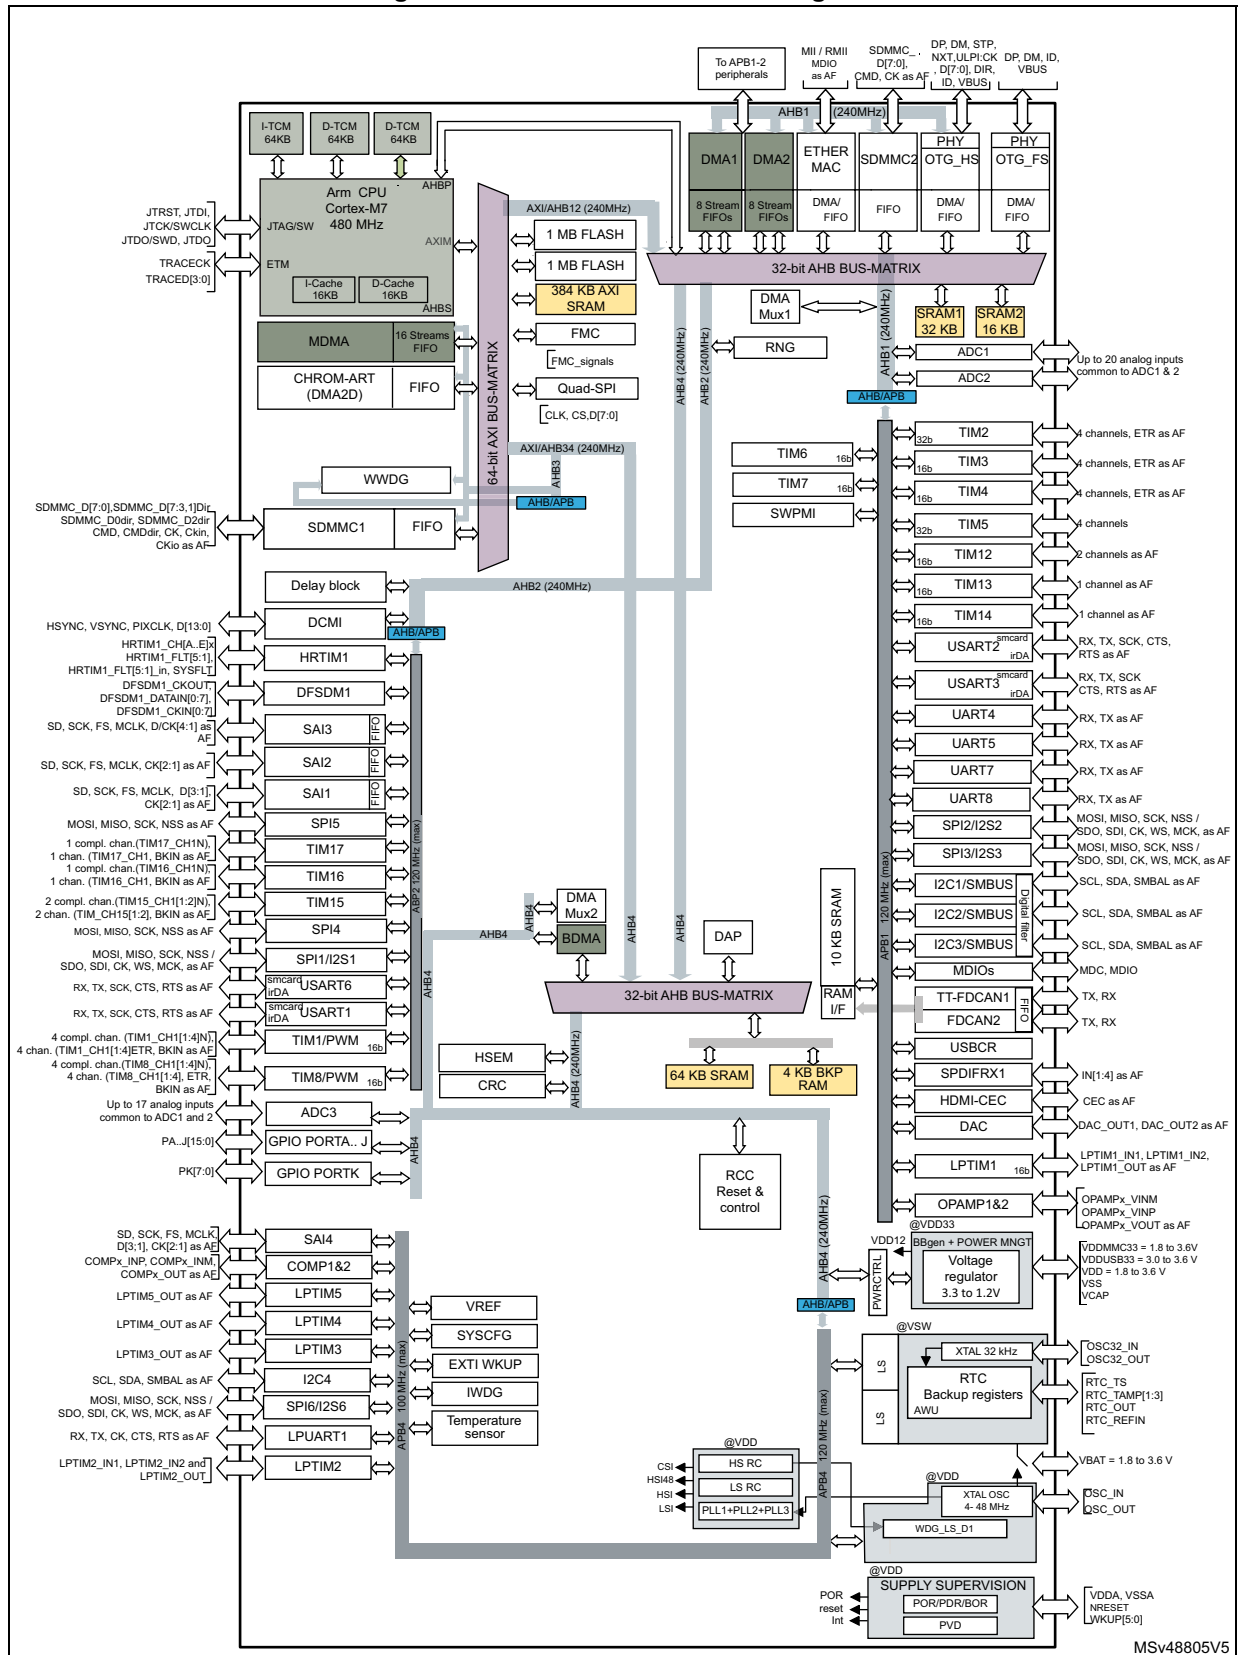 To APB1-2
peripherals
MII / RMII
MDIO
as AF
SDMMC_
D[7:0],
CMD, CK as AF
DP, DM, STP,
NXT,ULPI:CK
, D[7:0], DIR,
ID, VBUS
DP, DM, ID,
VBUS
AHB1 (240MHz)
I-TCM
64KB
D-TCM
64KB
D-TCM
64KB
AHBP
Arm CPU
Cortex-M7
480 MHz
JTRST, JTDI,
JTCK/SWCLK
JTDO/SWD, JTDO
JTAG/SW
AXIM
TRACECK
TRACED[3:0]
ETM
I-Cache
16KB
D-Cache
16KB
AHBS
DMA1
8 Stream
FIFOs
DMA2
8 Stream
FIFOs
ETHER
MAC
DMA/
FIFO
SDMMC2
FIFO
PHY
OTG_HS
DMA/
FIFO
PHY
OTG_FS
DMA/
FIFO
AXI/AHB12 (240MHz)
1 MB FLASH
1 MB FLASH
384 KB AXI
SRAM
FMC
FMC_signals
Quad-SPI
CLK, CS,D[7:0]
64-bit AXI BUS-MATRIX
32-bit AHB BUS-MATRIX
DMA
Mux1
SRAM1
32 KB
SRAM2
16 KB
RNG
AHB4 (240MHz)
AHB2 (240MHz)
AHB1 (240MHz)
ADC1
ADC2
Up to 20 analog inputs
common to ADC1 & 2
AHB/APB
MDMA
16 Streams
FIFO
CHROM-ART
(DMA2D)
FIFO
AXI/AHB34 (240MHz)
AHB3
WWDG
AHB/APB
SDMMC_D[7:0],SDMMC_D[7:3,1]Dir
SDMMC_D0dir, SDMMC_D2dir
CMD, CMDdir, CK, Ckin,
CKio as AF
SDMMC1
FIFO
TIM6
16b
TIM7
16b
SWPMI
32b
TIM2
4 channels, ETR as AF
16b
TIM3
4 channels, ETR as AF
16b
TIM4
4 channels, ETR as AF
32b
TIM5
4 channels
16b
TIM12
2 channels as AF
16b
TIM13
1 channel as AF
16b
TIM14
1 channel as AF
USART2
smcard
irDA
RX, TX, SCK, CTS,
RTS as AF
USART3
smcard
irDA
RX, TX, SCK
CTS, RTS as AF
UART4
RX, TX as AF
UART5
RX, TX as AF
UART7
RX, TX as AF
UART8
RX, TX as AF
SPI2/I2S2
MOSI, MISO, SCK, NSS /
SDO, SDI, CK, WS, MCK, as AF
SPI3/I2S3
MOSI, MISO, SCK, NSS /
SDO, SDI, CK, WS, MCK, as AF
I2C1/SMBUS
SCL, SDA, SMBAL as AF
I2C2/SMBUS
SCL, SDA, SMBAL as AF
I2C3/SMBUS
SCL, SDA, SMBAL as AF
Digital filter
MDIOs
MDC, MDIO
TT-FDCAN1
TX, RX
FDCAN2
TX, RX
FIFO
USBCR
SPDIFRX1
IN[1:4] as AF
HDMI-CEC
CEC as AF
DAC
DAC_OUT1, DAC_OUT2 as AF
LPTIM1
16b
LPTIM1_IN1, LPTIM1_IN2,
LPTIM1_OUT as AF
OPAMP1&2
OPAMPx_VINM
OPAMPx_VINP
OPAMPx_VOUT as AF
APB1 120 MHz (max)
10 KB SRAM
RAM
I/F
Delay block
AHB2 (240MHz)
HSYNC, VSYNC, PIXCLK, D[13:0]
DCMI
AHB/APB
HRTIM1_CH[A..E]x
HRTIM1_FLT[5:1],
HRTIM1_FLT[5:1]_in, SYSFLT
HRTIM1
DFSDM1_CKOUT,
DFSDM1_DATAIN[0:7],
DFSDM1_CKIN[0:7]
DFSDM1
SD, SCK, FS, MCLK, D/CK[4:1] as
AF
SAI3
FIFO
SD, SCK, FS, MCLK, CK[2:1] as AF
SAI2
FIFO
SD, SCK, FS, MCLK, D[3:1],
CK[2:1] as AF
SAI1
FIFO
MOSI, MISO, SCK, NSS as AF
SPI5
1 compl. chan.(TIM17_CH1N),
1 chan. (TIM17_CH1, BKIN as AF
TIM17
1 compl. chan.(TIM16_CH1N),
1 chan. (TIM16_CH1, BKIN as AF
TIM16
2 compl. chan.(TIM15_CH1[1:2]N),
2 chan. (TIM_CH15[1:2], BKIN as AF
TIM15
MOSI, MISO, SCK, NSS as AF
SPI4
MOSI, MISO, SCK, NSS /
SDO, SDI, CK, WS, MCK, as AF
SPI1/I2S1
RX, TX, SCK, CTS, RTS as AF
smcard
irDA
USART6
RX, TX, SCK, CTS, RTS as AF
smcard
irDA
USART1
4 compl. chan. (TIM1_CH1[1:4]N),
4 chan. (TIM1_CH1[1:4]ETR, BKIN as AF
TIM1/PWM
16b
4 compl. chan.(TIM8_CH1[1:4]N),
4 chan. (TIM8_CH1[1:4], ETR,
BKIN as AF
TIM8/PWM
16b
ABP2 120 MHz (max)
Up to 17 analog inputs
common to ADC1 and 2
ADC3
PA..J[15:0]
GPIO PORTA.. J
PK[7:0]
GPIO PORTK
AHB4
AHB4
AHB4
AHB4
AHB4
AHB4
DMA
Mux2
BDMA
DAP
32-bit AHB BUS-MATRIX
HSEM
CRC
AHB4 (240MHz)
64 KB SRAM
4 KB BKP
RAM
RCC
Reset &
control
AHB4 (240MHz)
AHB/APB
SD, SCK, FS, MCLK,
D[3;1], CK[2:1] as AF
SAI4
COMPx_INP, COMPx_INM,
COMPx_OUT as AF
COMP1&2
LPTIM5_OUT as AF
LPTIM5
LPTIM4_OUT as AF
LPTIM4
LPTIM3_OUT as AF
LPTIM3
SCL, SDA, SMBAL as AF
I2C4
MOSI, MISO, SCK, NSS /
SDO, SDI, CK, WS, MCK, as AF
SPI6/I2S6
RX, TX, CK, CTS, RTS as AF
LPUART1
LPTIM2_IN1, LPTIM2_IN2 and
LPTIM2_OUT
LPTIM2
APB4 100 MHz (max)
VREF
SYSCFG
EXTI WKUP
IWDG
Temperature
sensor
APB4 120 MHz (max)
@VDD33
VDD12
BBgen + POWER MNGT
PWRCTRL
Voltage
regulator
3.3 to 1.2V
VDDMMC33 = 1.8 to 3.6V
VDDUSB33 = 3.0 to 3.6 V
VDD = 1.8 to 3.6 V
VSS
VCAP
@VSW
LS
LS
XTAL 32 kHz
RTC
Backup registers
AWU
OSC32_IN
OSC32_OUT
RTC_TS
RTC_TAMP[1:3]
RTC_OUT
RTC_REFIN
VBAT = 1.8 to 3.6 V
@VDD
CSI
HSI48
HSI
LSI
HS RC
LS RC
PLL1+PLL2+PLL3
@VDD
XTAL OSC
4- 48 MHz
WDG_LS_D1
OSC_IN
OSC_OUT
@VDD
SUPPLY SUPERVISION
POR
reset
Int
POR/PDR/BOR
PVD
VDDA, VSSA
NRESET
WKUP[5:0]
MSv48805V5